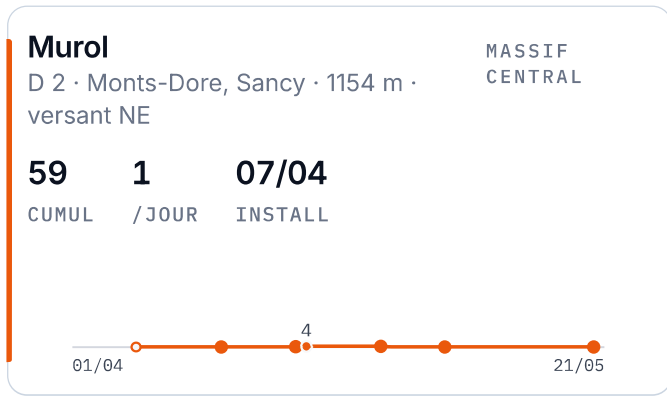 Murol
D 2 · Monts-Dore, Sancy · 1154 m ·
versant NE
MASSIF
CENTRAL
59
CUMUL
1
/JOUR
07/04
INSTALL
4
01/04
21/05